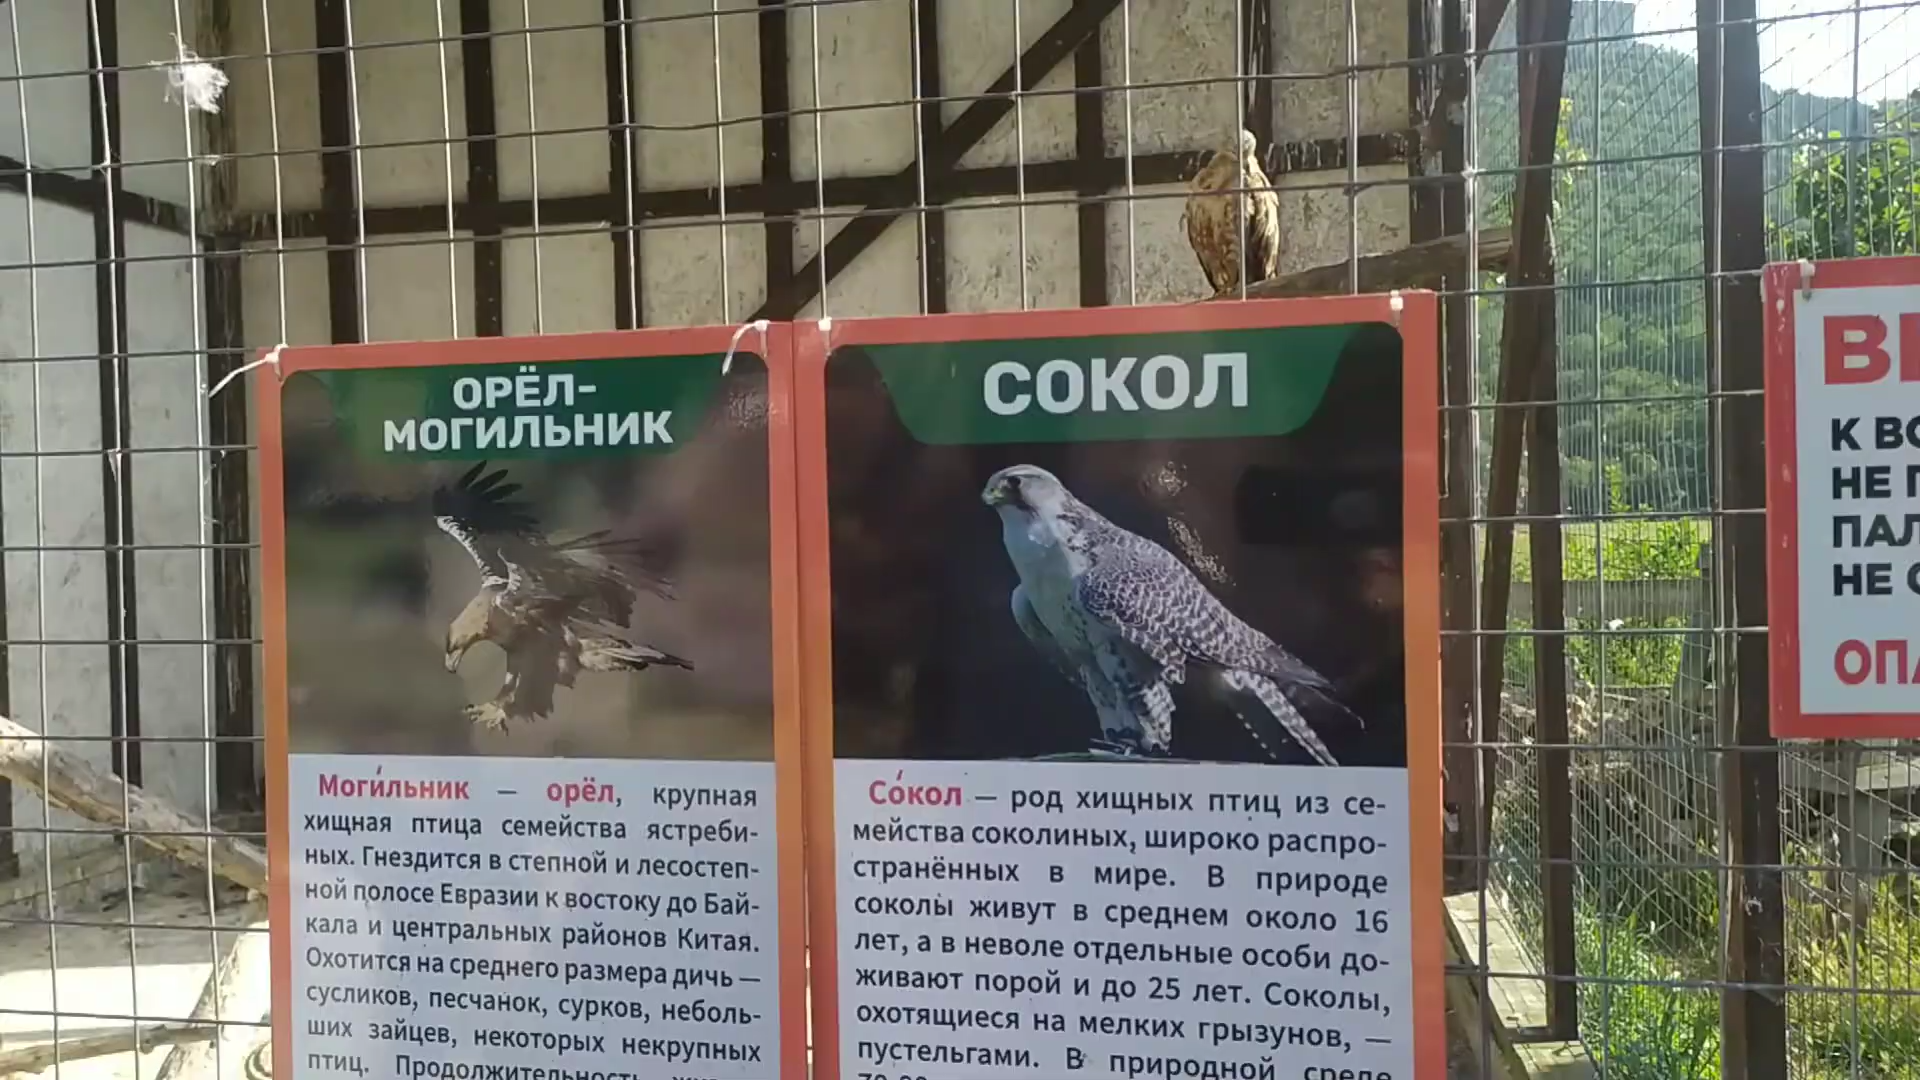 ОРЁЛ-
МОГИЛЬНИК
Моги́льник — орёл, крупная
хищная птица семейства ястреби-
ных. Гнездится в степной и лесостеп-
ной полосе Евразии к востоку до Бай-
кала и центральных районов Китая.
Охотится на среднего размера дичь —
сусликов, песчанок, сурков, неболь-
ших зайцев, некоторых некрупных
птиц. Продолжительность
СОКОЛ
Со́кол — род хищных птиц из се-
мейства соколиных, широко распро-
странённых в мире. В природе
соколы живут в среднем около 16
лет, а в неволе отдельные особи до-
живают порой и до 25 лет. Соколы,
охотящиеся на мелких грызунов, —
пустельгами. В природной среде
К
НЕ
НЕ